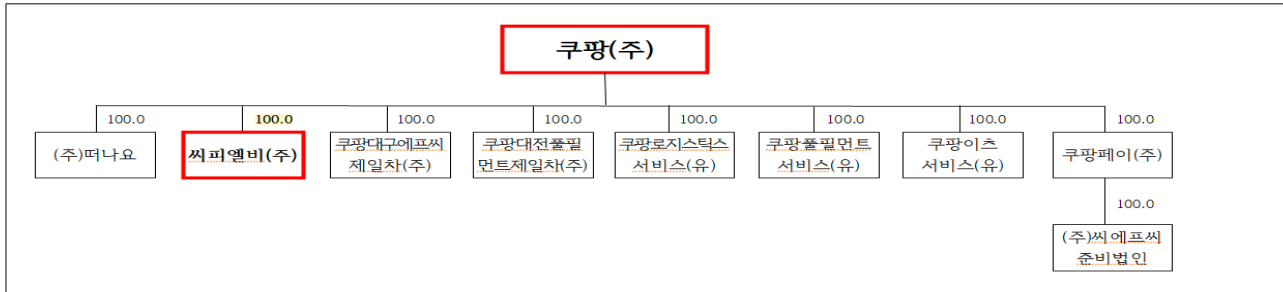 쿠팡(주)
100.0 100.0 100.0 100.0 100.0 100.0 100.0 100.0
(주)떠나요
씨피엘비(주)
쿠팡대구에프씨
제일차(주)
쿠팡대전풀필
먼트제일차(주)
쿠팡로지스틱스
서비스(유)
쿠팡풀필먼트
서비스(유)
쿠팡이츠
서비스(유)
쿠팡페이(주)
100.0
(주)씨에프씨
준비법인